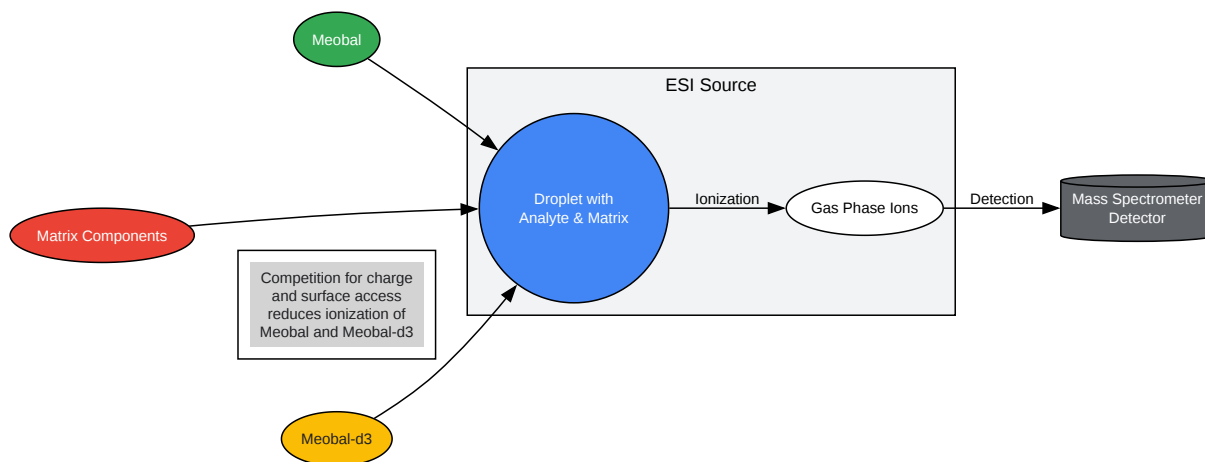 Meobal
ESI Source
Droplet with
Analyte & Matrix
Ionization
Gas Phase Ions
Detection
Mass Spectrometer
Detector
Matrix Components
Competition for charge
and surface access
reduces ionization of
Meobal and Meobal-d3
Meobal-d3